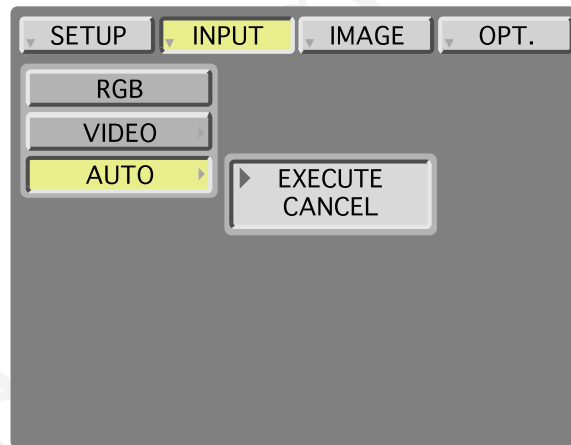 SETUP INPUT IMAGE OPT.
RGB
VIDEO
AUTO
EXECUTE
CANCEL